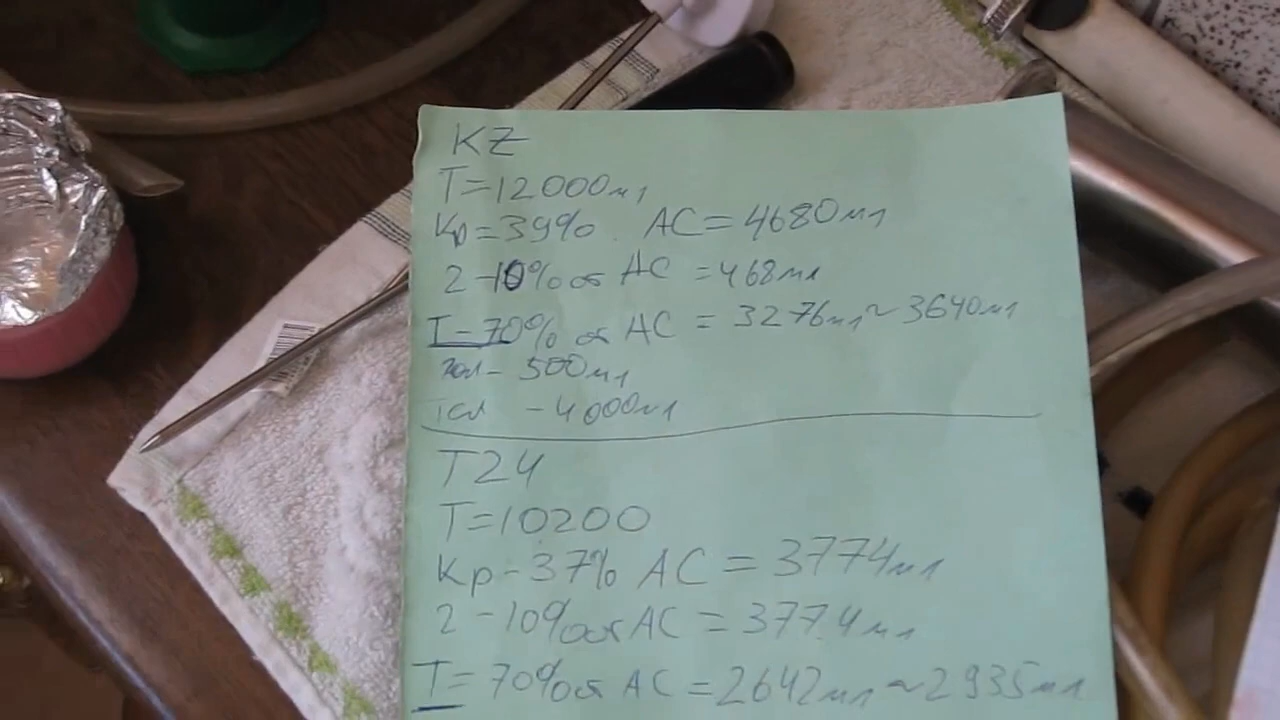 KZ
T=12000мл
Кр=39% АС=4680мл
2-10% от АС =468мл
Т-70% от АС = 3276мл~3640мл
гол- 500мл
-4000мл
T24
T=10200
Кр-37% АС=3774мл
2-10% от АС=377.4мл
Т=70% от АС=2642мл~2935мл